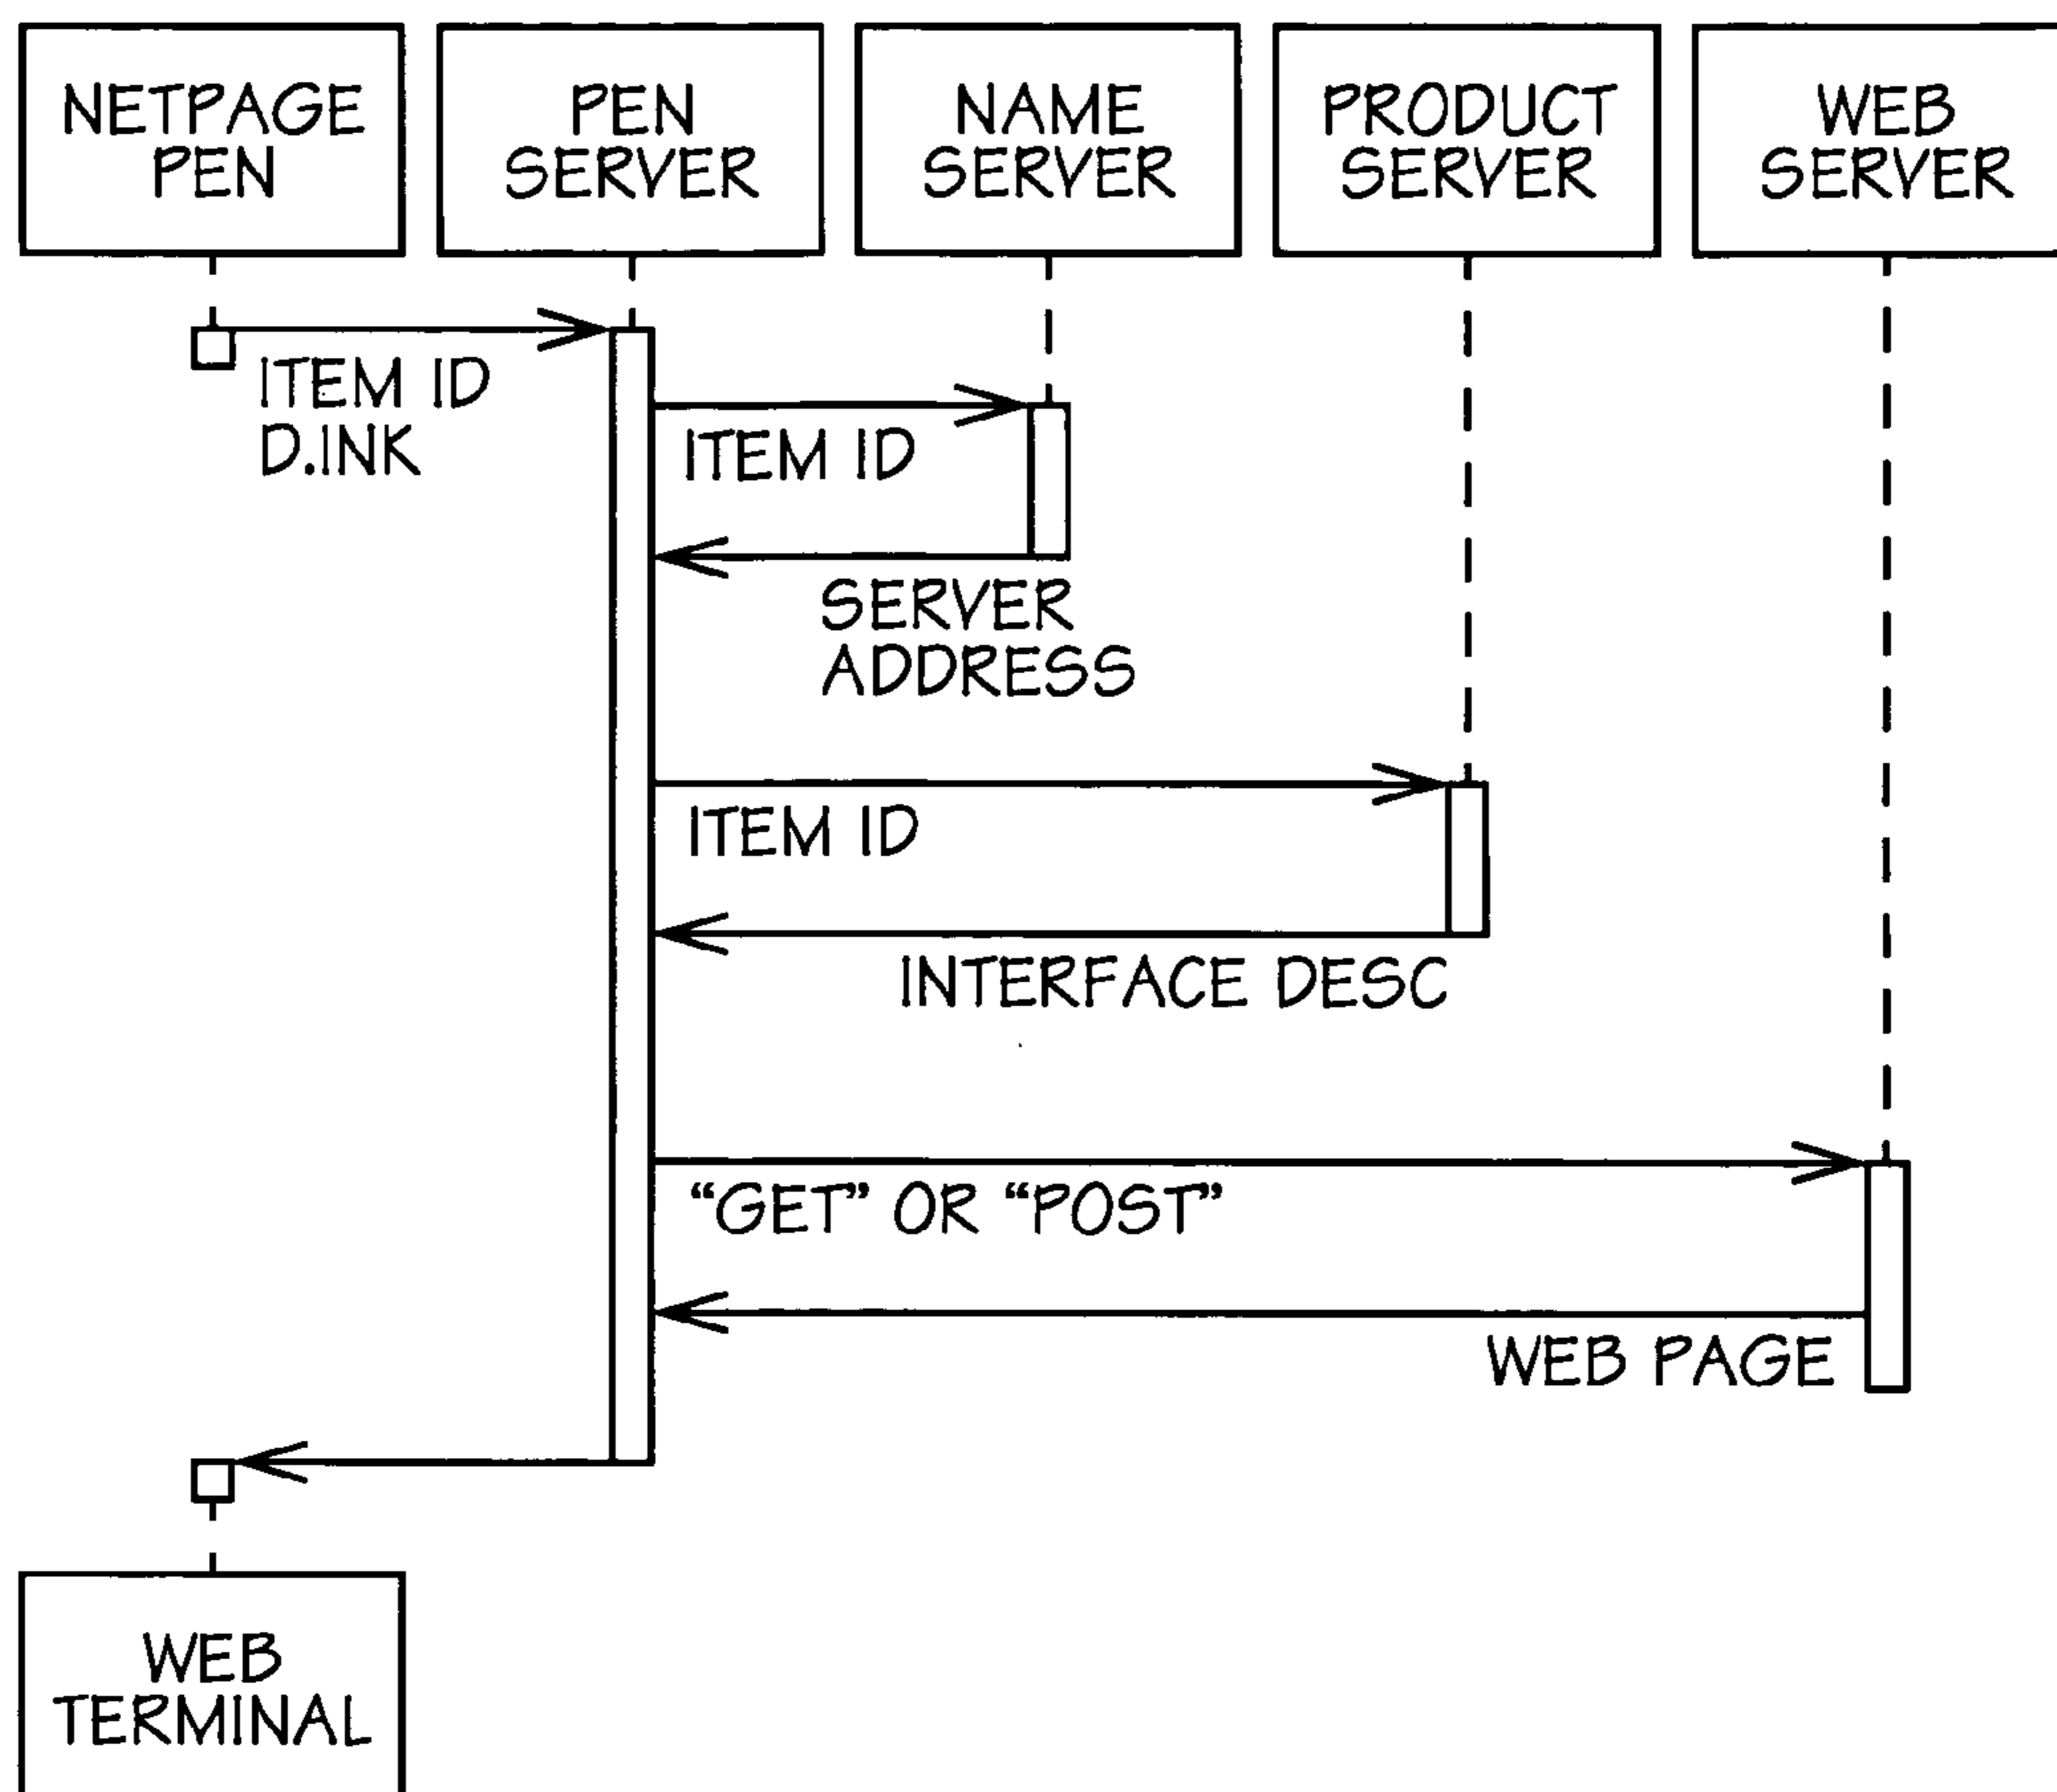 NETPAGE
PEN
PEN
SERVER
NAME
SERVER
PRODUCT
SERVER
WEB
SERVER
ITEM ID
D.INK
ITEM ID
SERVER
ADDRESS
ITEM ID
INTERFACE DESC
“GET” OR “POST”
WEB PAGE
WEB
TERMINAL